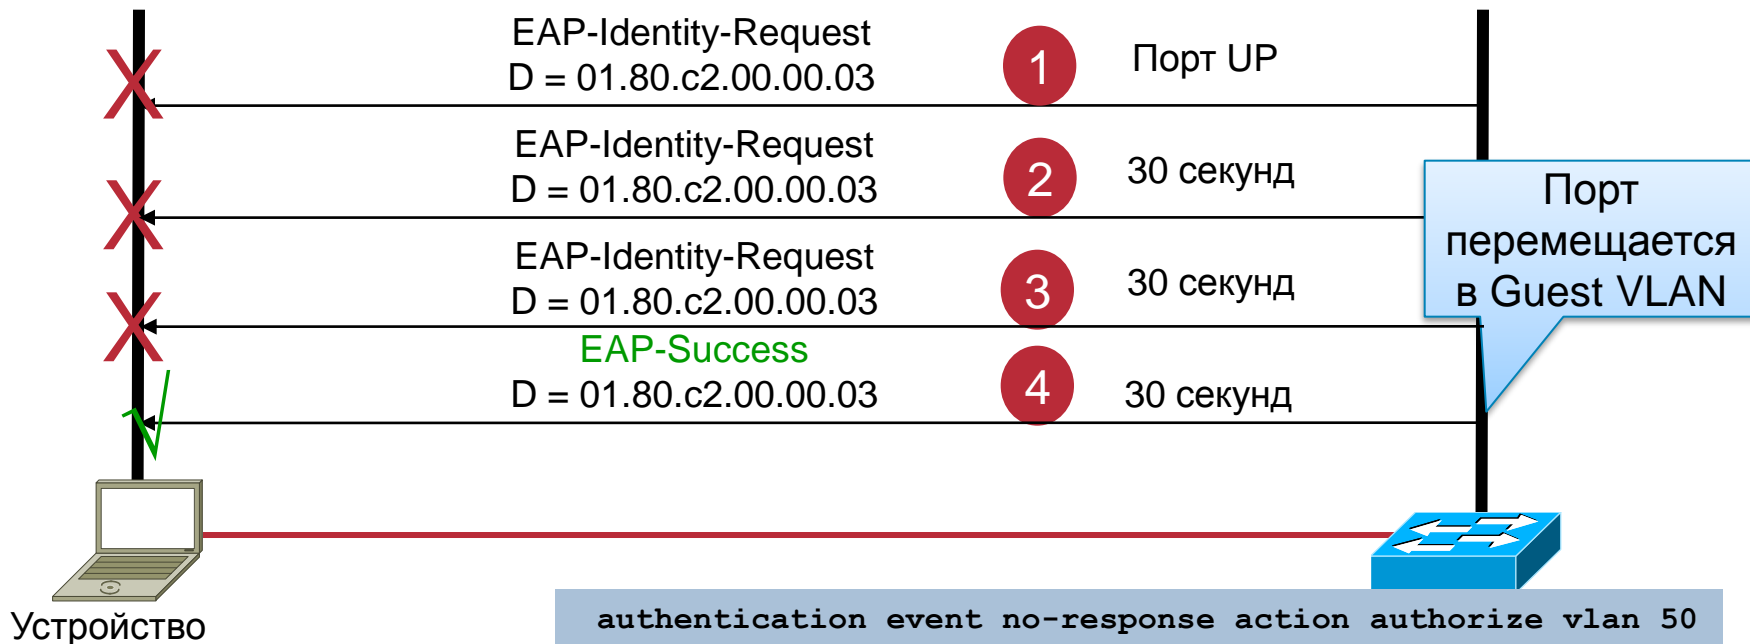 EAP-Identity-Request
D = 01.80.c2.00.00.03
1
Порт UP
EAP-Identity-Request
D = 01.80.c2.00.00.03
2
30 секунд
Порт
перемещается
в Guest VLAN
EAP-Identity-Request
D = 01.80.c2.00.00.03
3
30 секунд
EAP-Success
D = 01.80.c2.00.00.03
4
30 секунд
Устройство
authentication event no-response action authorize vlan 50